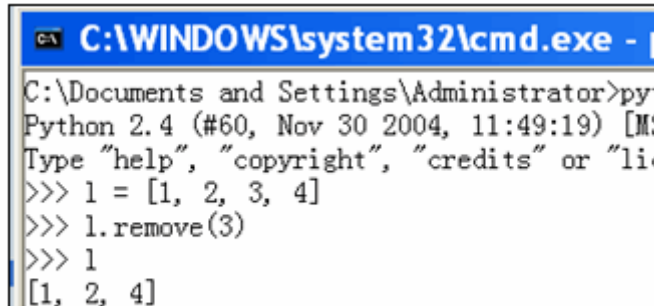 C:\WINDOWS\system32\cmd.exe -
C:\Documents and Settings\Administrator>py
Python 2.4 (#60, Nov 30 2004, 11:49:19) [M
Type "help", "copyright", "credits" or "li
>>> l = [1, 2, 3, 4]
>>> l.remove(3)
>>> l
[1, 2, 4]